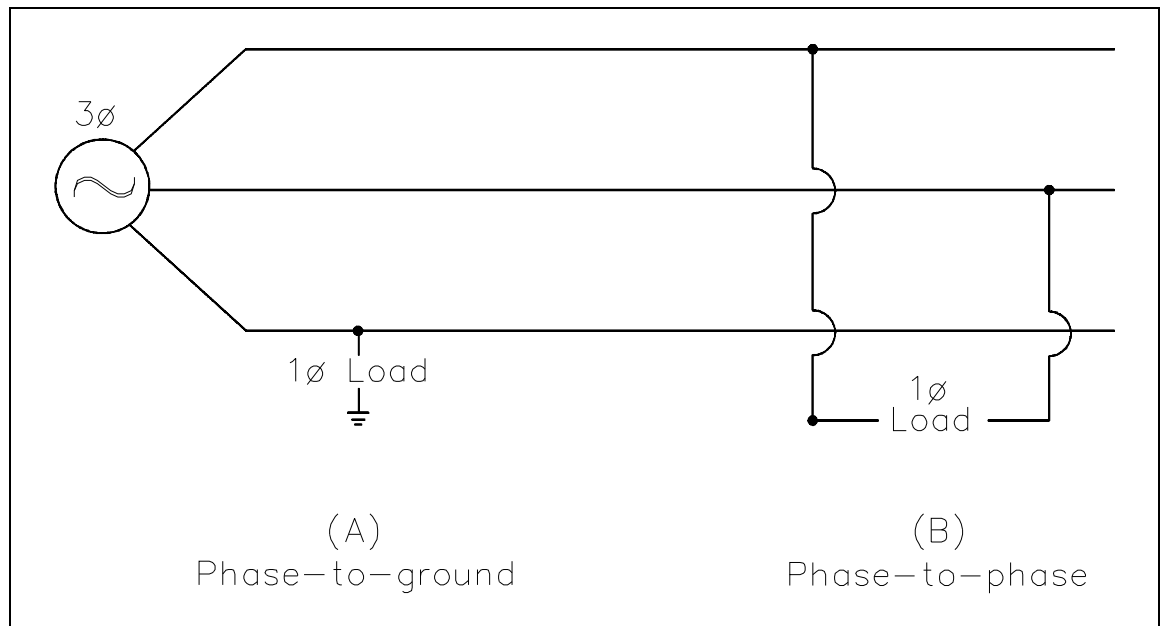 3ø
1ø Load
1ø
Load
(A)
Phase-to-ground
(B)
Phase-to-phase